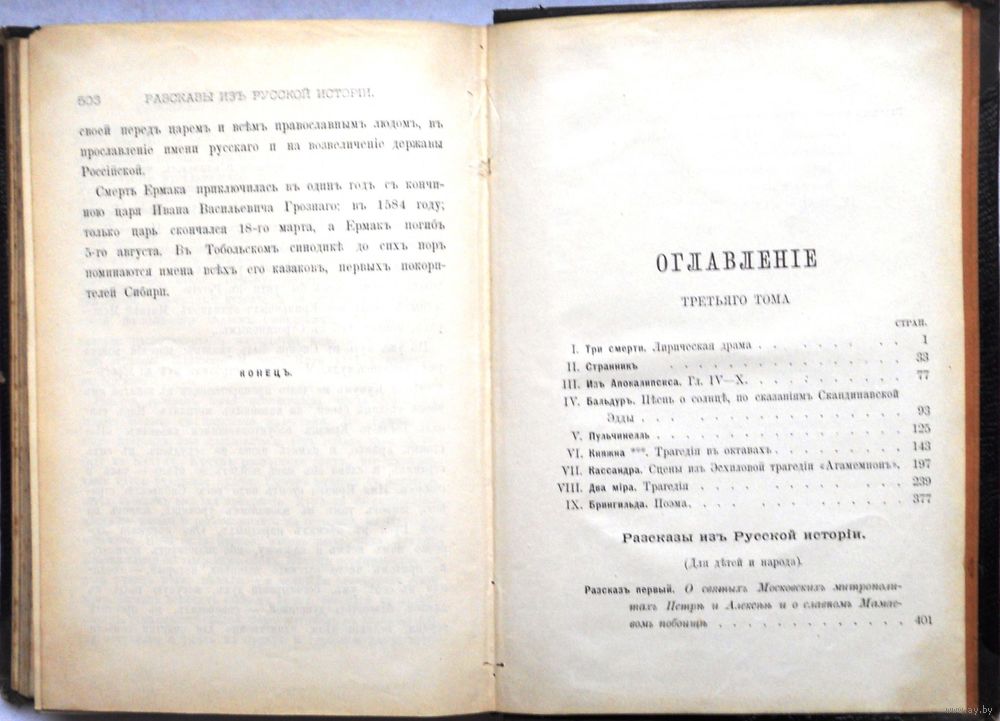 503 РАЗСКАЗЫ ИЗЪ РУССКОЙ ИСТОРІИ.
своей передъ царемъ и всѣмъ православнымъ людомъ, въ
прославленіе имени русскаго и на возвеличеніе державы
Россійской.
Смерть Ермака приключилась въ одинъ годъ съ кончи-
ною царя Ивана Васильевича Грознаго: въ 1584 году;
только царь скончался 18-го марта, а Ермакъ погибъ
5-го августа. Въ Тобольскомъ синодикѣ до сихъ поръ
поминаются имена всѣхъ его казаковъ, первыхъ покори-
телей Сибири.
КОНЕЦЪ.
ОГЛАВЛЕНІЕ
ТРЕТЬЯГО ТОМА
СТРАН.
I. Три смерти. Лирическая драма . . . . . . . 1
II. Странникъ . . . . . . . . . . . . 33
III. Изъ Апокалипсиса. Гл. IV—X. . . . . . . . 77
IV. Бальдуръ. Пѣснь о солнцѣ, по сказаніямъ Скандинавской
Эдды . . . . . . . . . . . . 93
V. Пульчинелль . . . . . . . . . . . 125
VI. Княжна ***. Трагедія въ октавахъ. . . . . . . 143
VII. Кассандра. Сцены изъ Эсхиловой трагедіи «Агамемнонъ». 197
VIII. Два міра. Трагедія . . . . . . . . . . 239
IX. Брингильда. Поэма. . . . . . . . . . 377
Разсказы изъ Русской исторіи.
(Для дѣтей и народа).
Разсказъ первый. О святыхъ Московскихъ митрополи-
тахъ Петрѣ и Алексѣѣ и о славномъ Мамае-
вомъ побоищѣ . . . . . . . . . . 401
www.ay.by